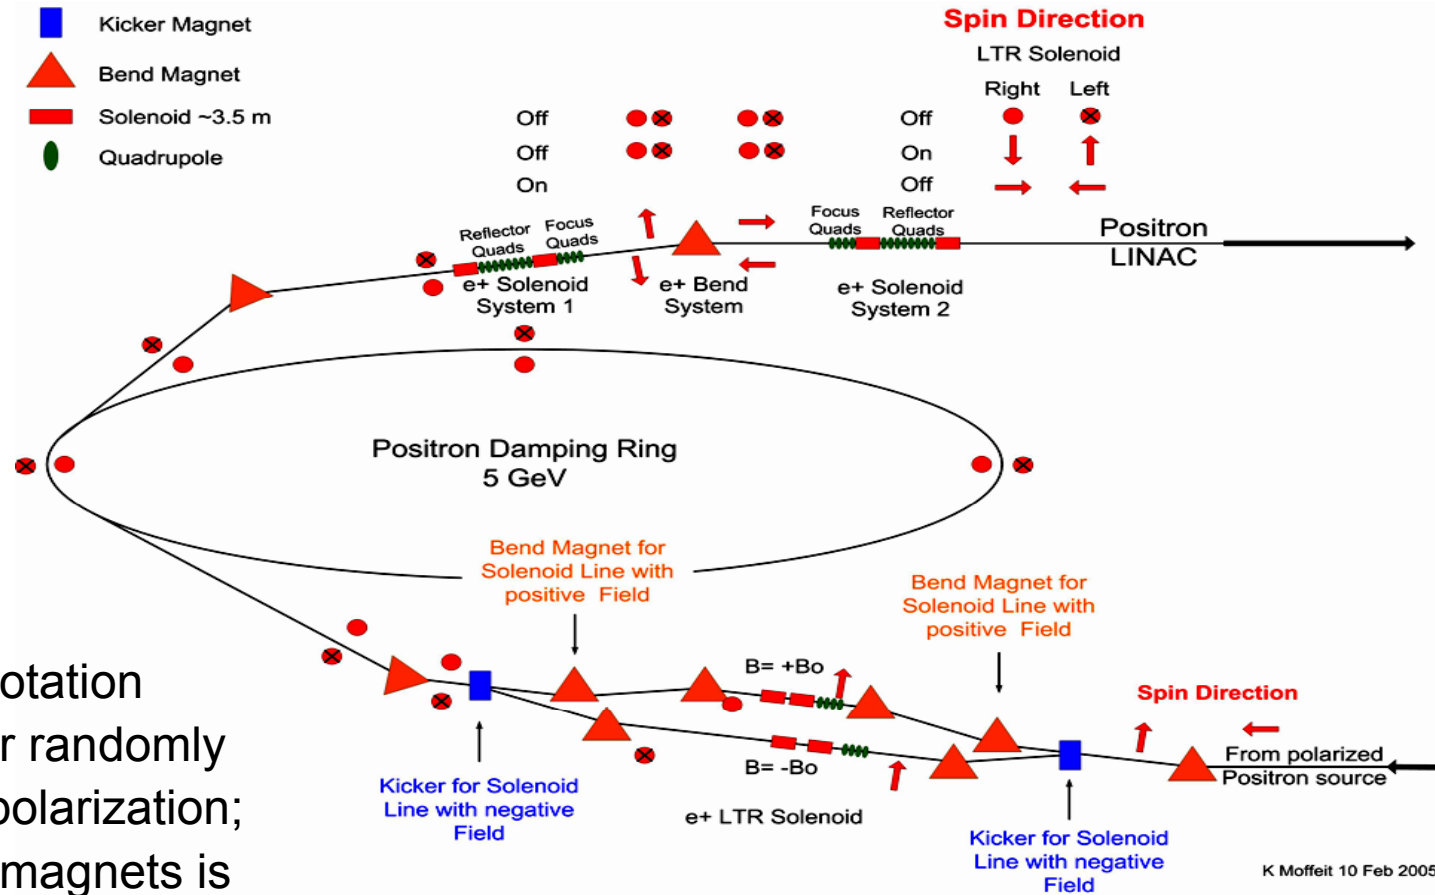 Kicker Magnet
Bend Magnet
Solenoid ~3.5 m
Quadrupole
Spin Direction
LTR Solenoid
Right Left
Off Off
Off On
On Off
Reflector
Quads
Focus
Quads
Focus
Quads
Reflector
Quads
e+ Solenoid
System 1
e+ Bend
System
e+ Solenoid
System 2
Positron
LINAC
Positron Damping Ring
5 GeV
Bend Magnet for
Solenoid Line with
positive Field
Bend Magnet for
Solenoid Line with
positive Field
B= +Bo
B= -Bo
e+ LTR Solenoid
Spin Direction
From polarized
Positron source
Kicker for Solenoid
Line with negative
Field
Kicker for Solenoid
Line with negative
Field
otation
r randomly
polarization;
magnets is
K Moffeit 10 Feb 2005